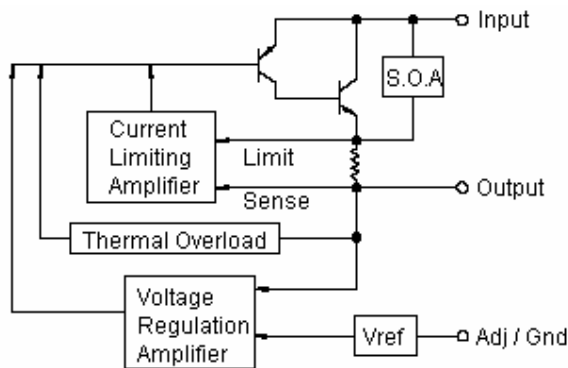 Input
S.O.A
Current
Limiting
Amplifier
Limit
Sense
Output
Thermal Overload
Voltage
Regulation
Amplifier
Vref
Adj / Gnd